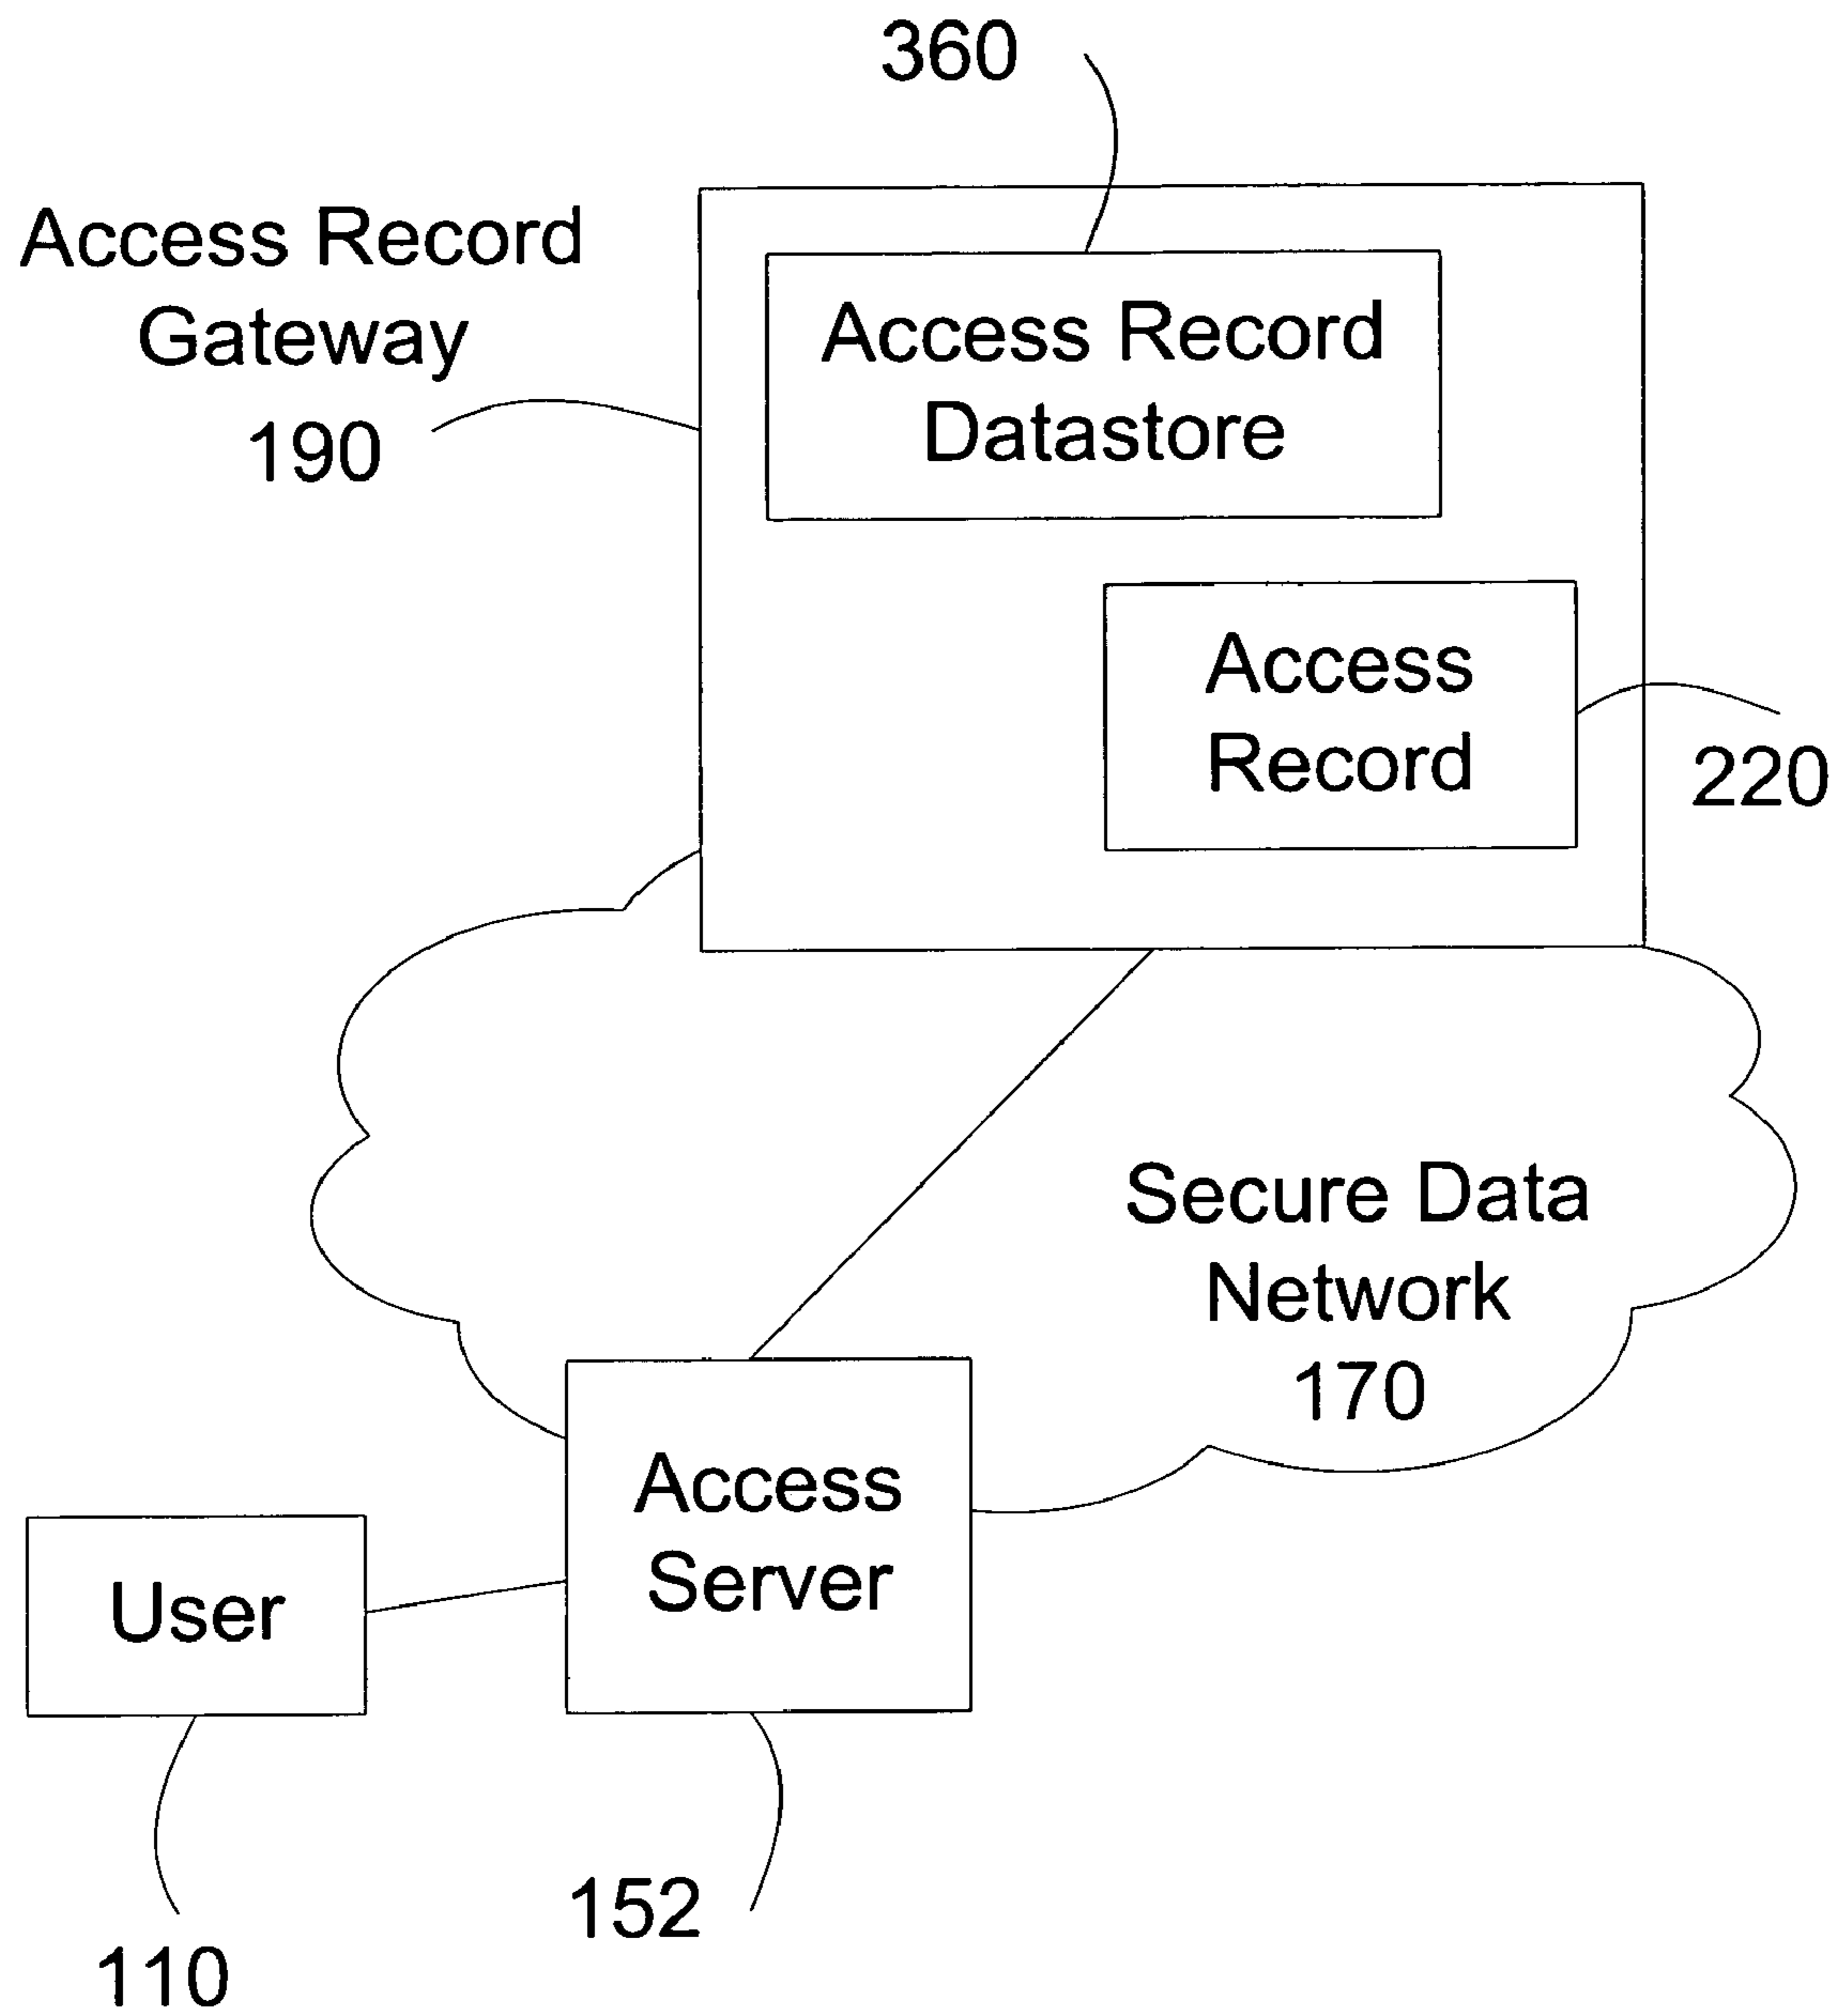 360
Access Record
Gateway
190
Access Record
Datastore
Access
Record
220
Secure Data
Network
170
Access
Server
User
152
110